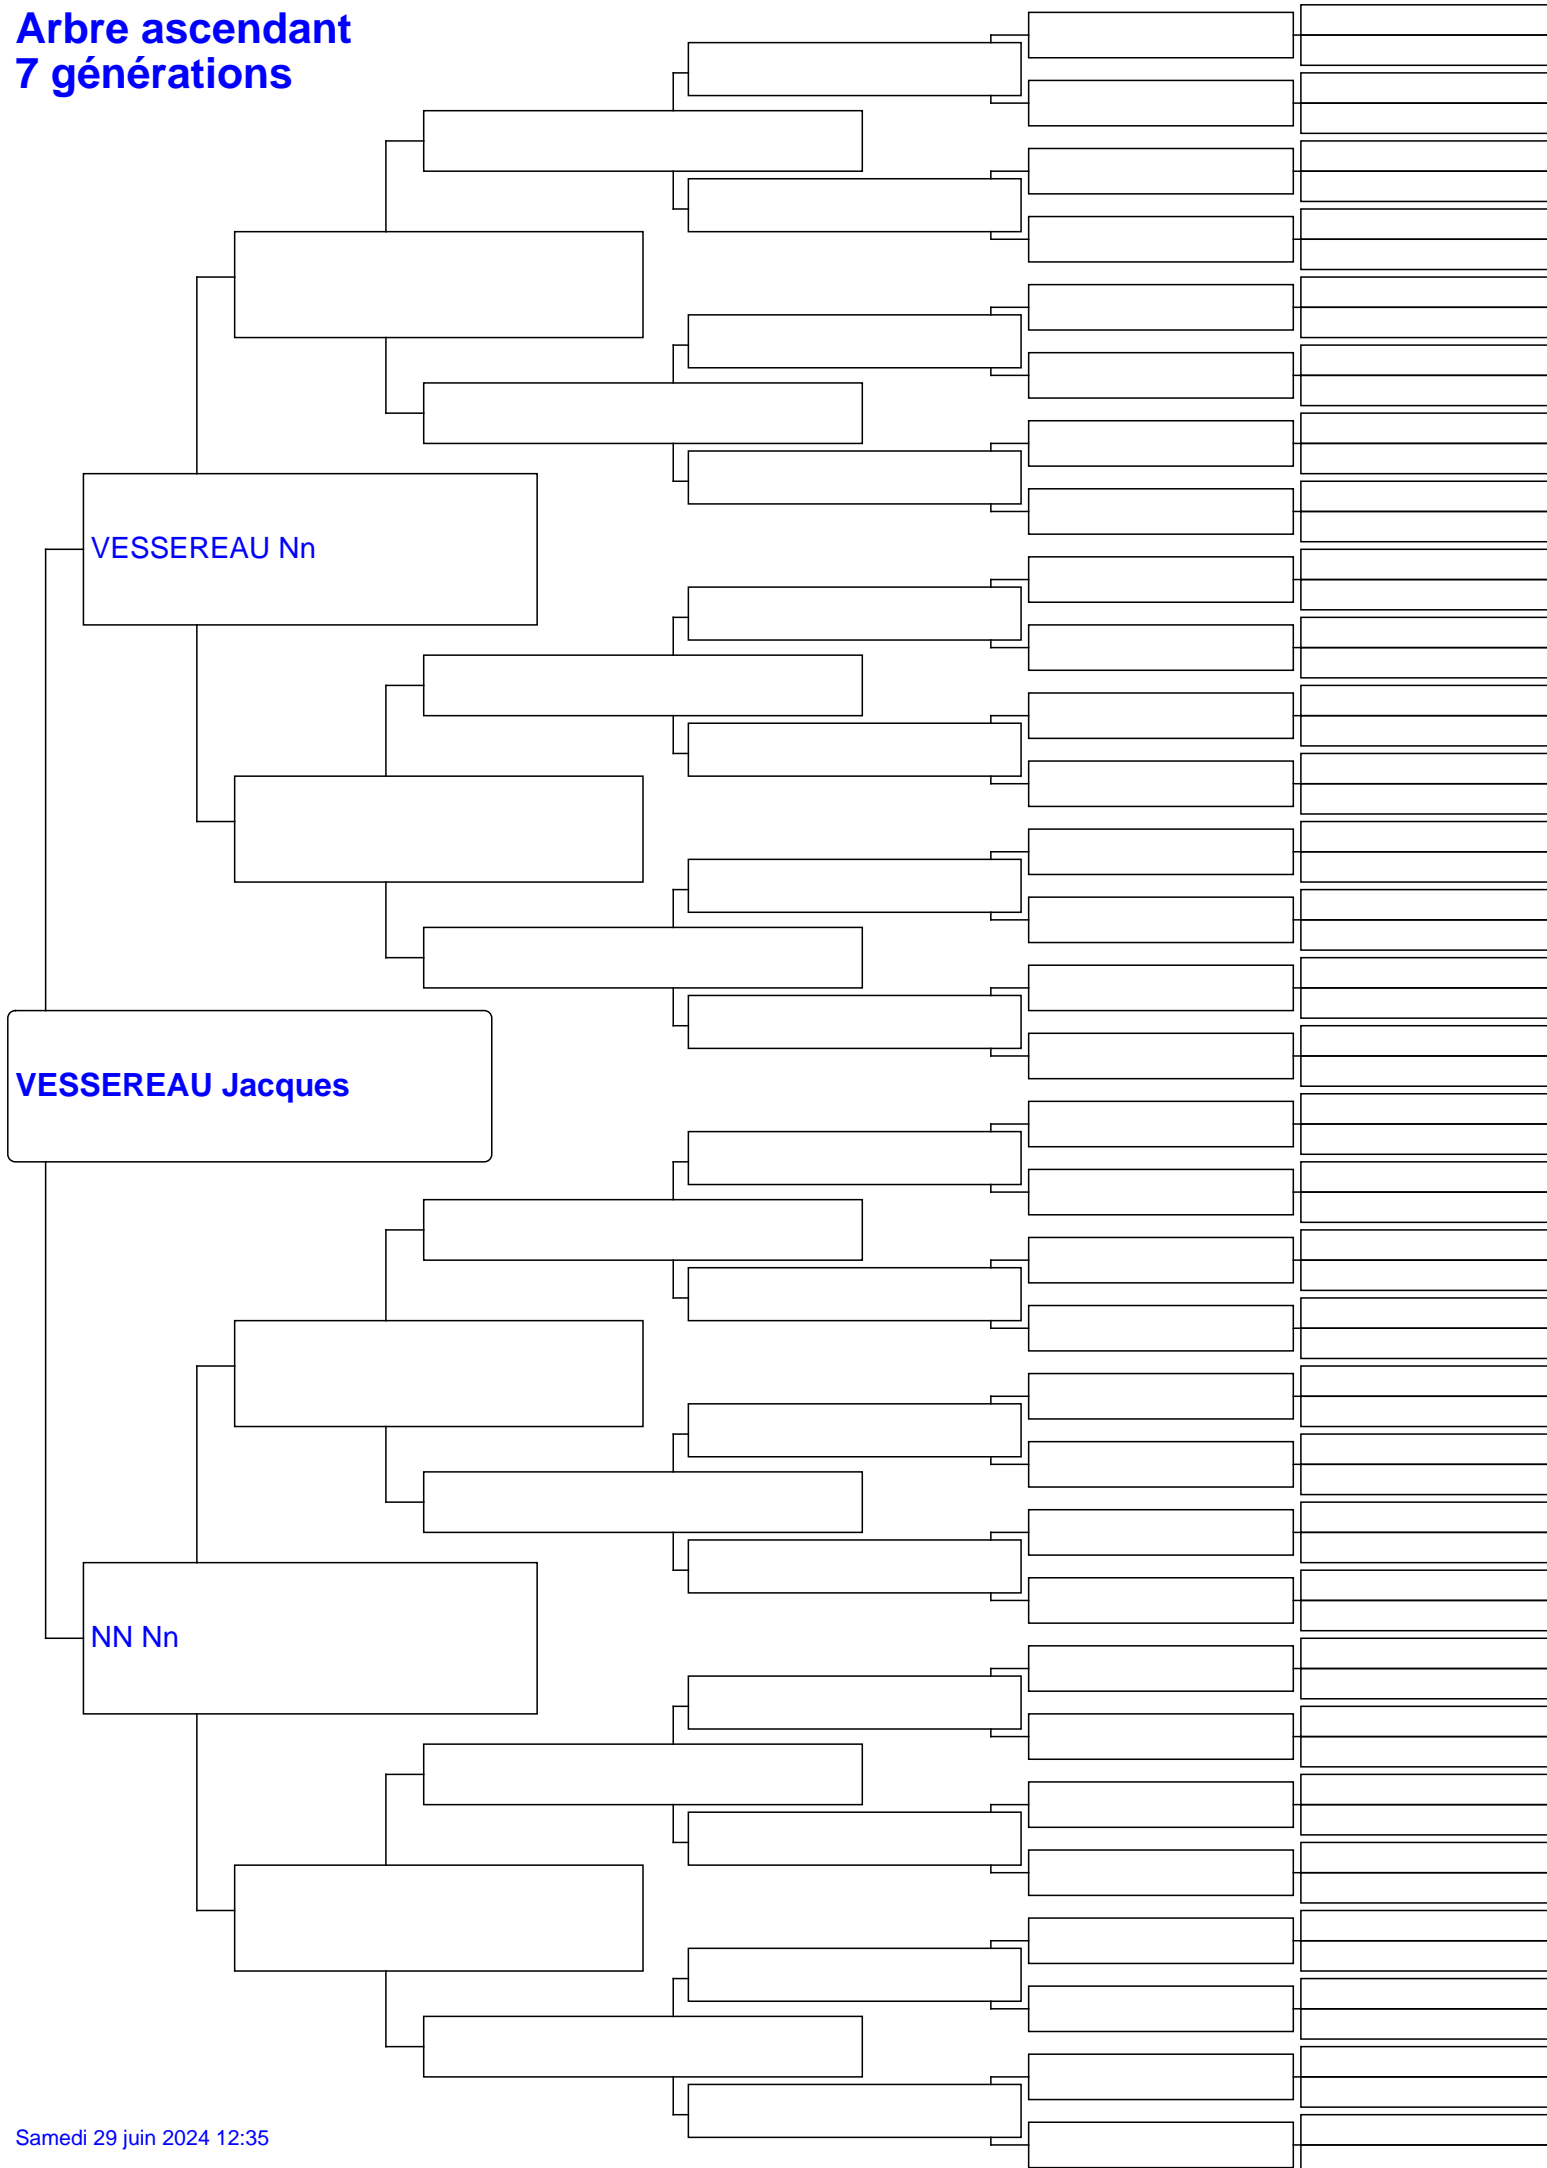 Arbre ascendant
7 générations
VESSEREAU Nn
VESSEREAU Jacques
NN Nn
Samedi 29 juin 2024 12:35